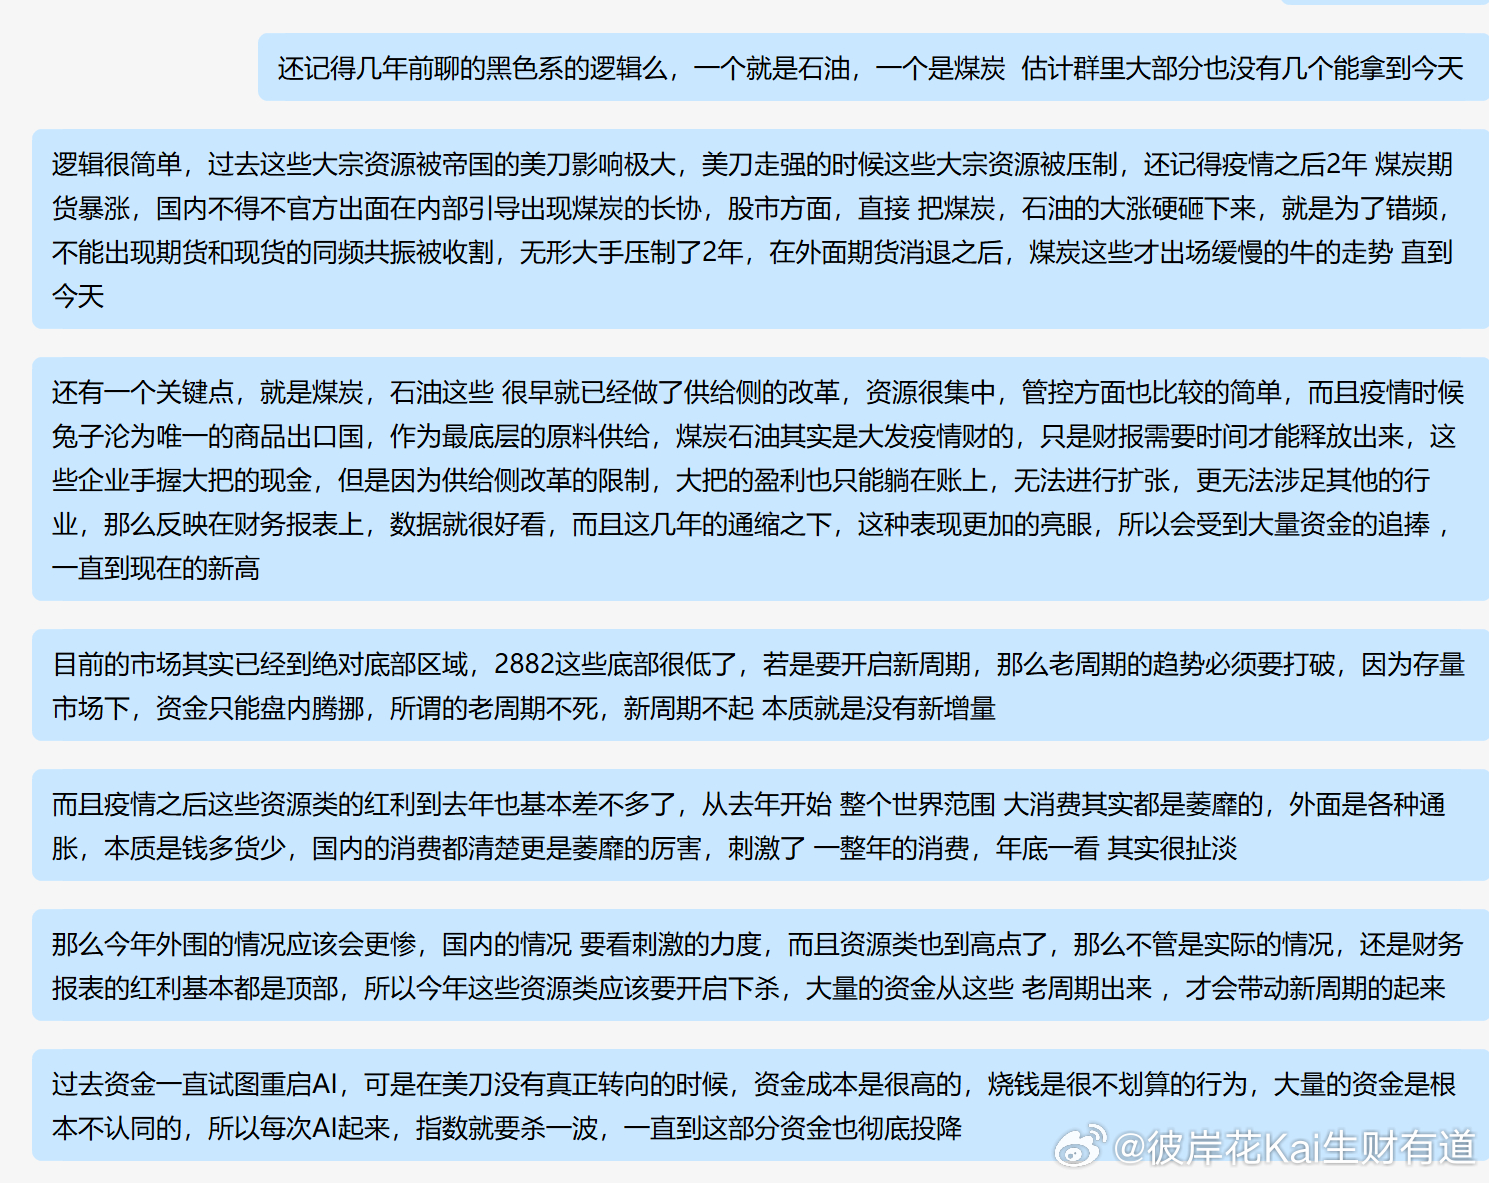 还记得几年前聊的黑色系的逻辑么，一个就是石油，一个是煤炭  估计群里大部分也没有几个能拿到今天
逻辑很简单，过去这些大宗资源被帝国的美刀影响极大，美刀走强的时候这些大宗资源被压制，还记得疫情之后2年 煤炭期
货暴涨，国内不得不官方出面在内部引导出现煤炭的长协，股市方面，直接 把煤炭，石油的大涨硬砸下来，就是为了错频，
不能出现期货和现货的同频共振被收割，无形大手压制了2年，在外面期货消退之后，煤炭这些才出场缓慢的牛的走势 直到
今天
还有一个关键点，就是煤炭，石油这些 很早就已经做了供给侧的改革，资源很集中，管控方面也比较的简单，而且疫情时候
兔子沦为唯一的商品出口国，作为最底层的原料供给，煤炭石油其实是大发疫情财的，只是财报需要时间才能释放出来，这
些企业手握大把的现金，但是因为供给侧改革的限制，大把的盈利也只能躺在账上，无法进行扩张，更无法涉足其他的行
业，那么反映在财务报表上，数据就很好看，而且这几年的通缩之下，这种表现更加的亮眼，所以会受到大量资金的追捧 ，
一直到现在的新高
目前的市场其实已经到绝对底部区域，2882这些底部很低了，若是要开启新周期，那么老周期的趋势必须要打破，因为存量
市场下，资金只能盘内腾挪，所谓的老周期不死，新周期不起 本质就是没有新增量
而且疫情之后这些资源类的红利到去年也基本差不多了，从去年开始 整个世界范围 大消费其实都是萎靡的，外面是各种通
胀，本质是钱多货少，国内的消费都清楚更是萎靡的厉害，刺激了 一整年的消费，年底一看 其实很扯淡
那么今年外围的情况应该会更惨，国内的情况 要看刺激的力度，而且资源类也到高点了，那么不管是实际的情况，还是财务
报表的红利基本都是顶部，所以今年这些资源类应该要开启下杀，大量的资金从这些 老周期出来 ，才会带动新周期的起来
过去资金一直试图重启AI，可是在美刀没有真正转向的时候，资金成本是很高的，烧钱是很不划算的行为，大量的资金是根
本不认同的，所以每次AI起来，指数就要杀一波，一直到这部分资金也彻底投降
@彼岸花Kai生财有道